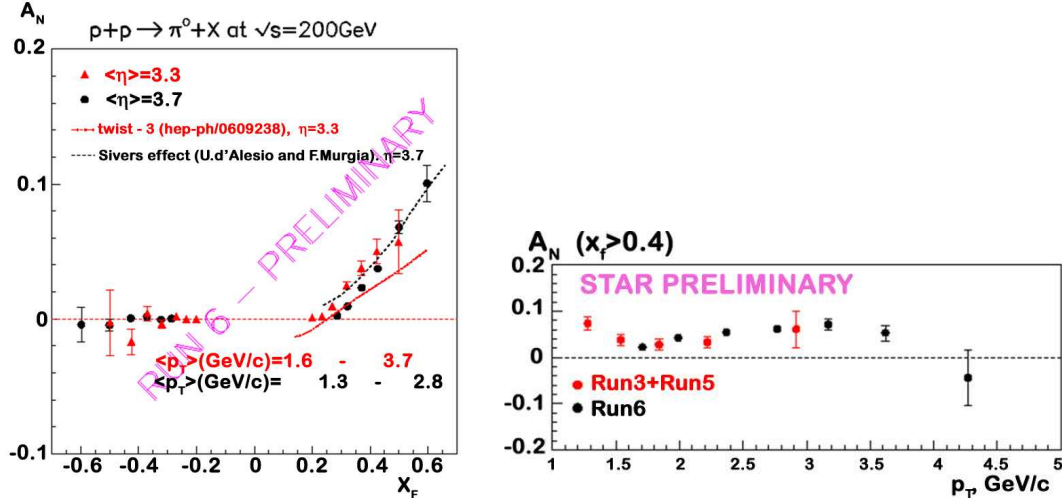 A_N
p+p → π⁰+X at √s=200GeV
0.2
<η>=3.3
<η>=3.7
twist - 3 (hep-ph/0609238), η=3.3
Sivers effect (U.d'Alesio and F.Murgia). η=3.7
0.1
0
-0.1
RUN 6 – PRELIMINARY
<p_T>(GeV/c)=1.6 - 3.7
<p_T>(GeV/c)= 1.3 - 2.8
-0.6 -0.4 -0.2 0 0.2 0.4 0.6
X_F
A_N (x_f>0.4)
0.2
STAR PRELIMINARY
0.1
0
Run3+Run5
Run6
-0.1
-0.2
1 1.5 2 2.5 3 3.5 4 4.5 5
p_T, GeV/c